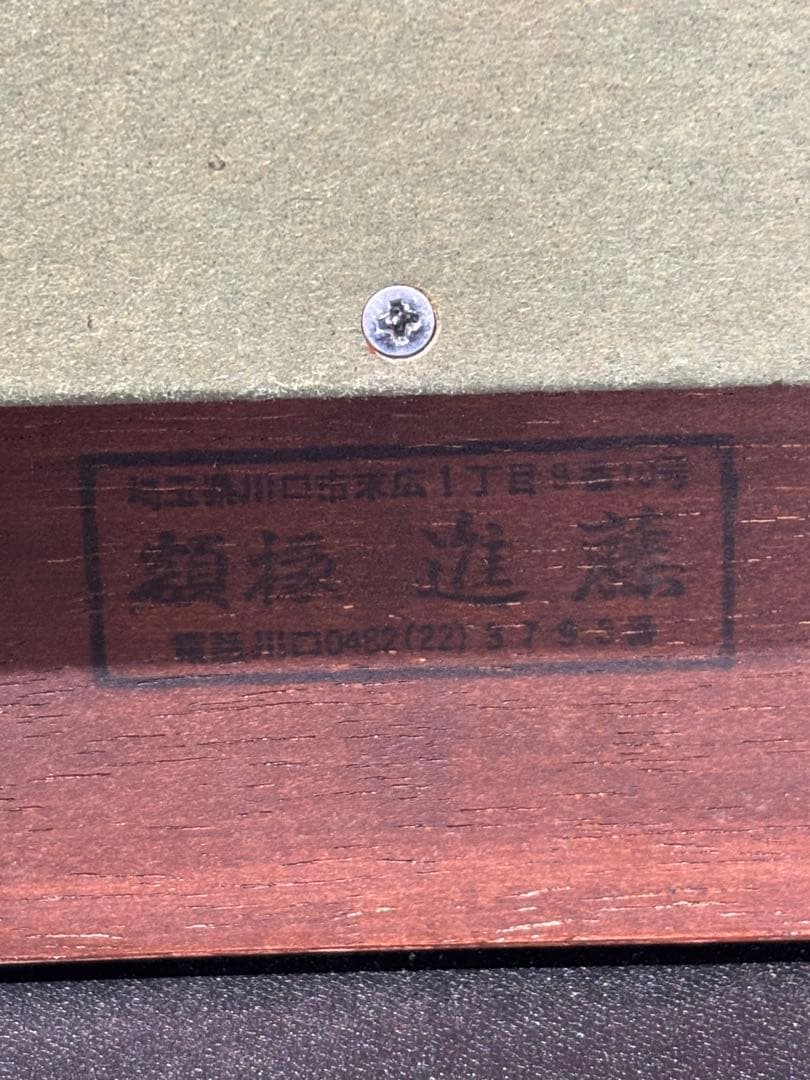 埼玉県川口市末広1丁目9番18号
額椽 進藤
電話 川口0482(22)5793番